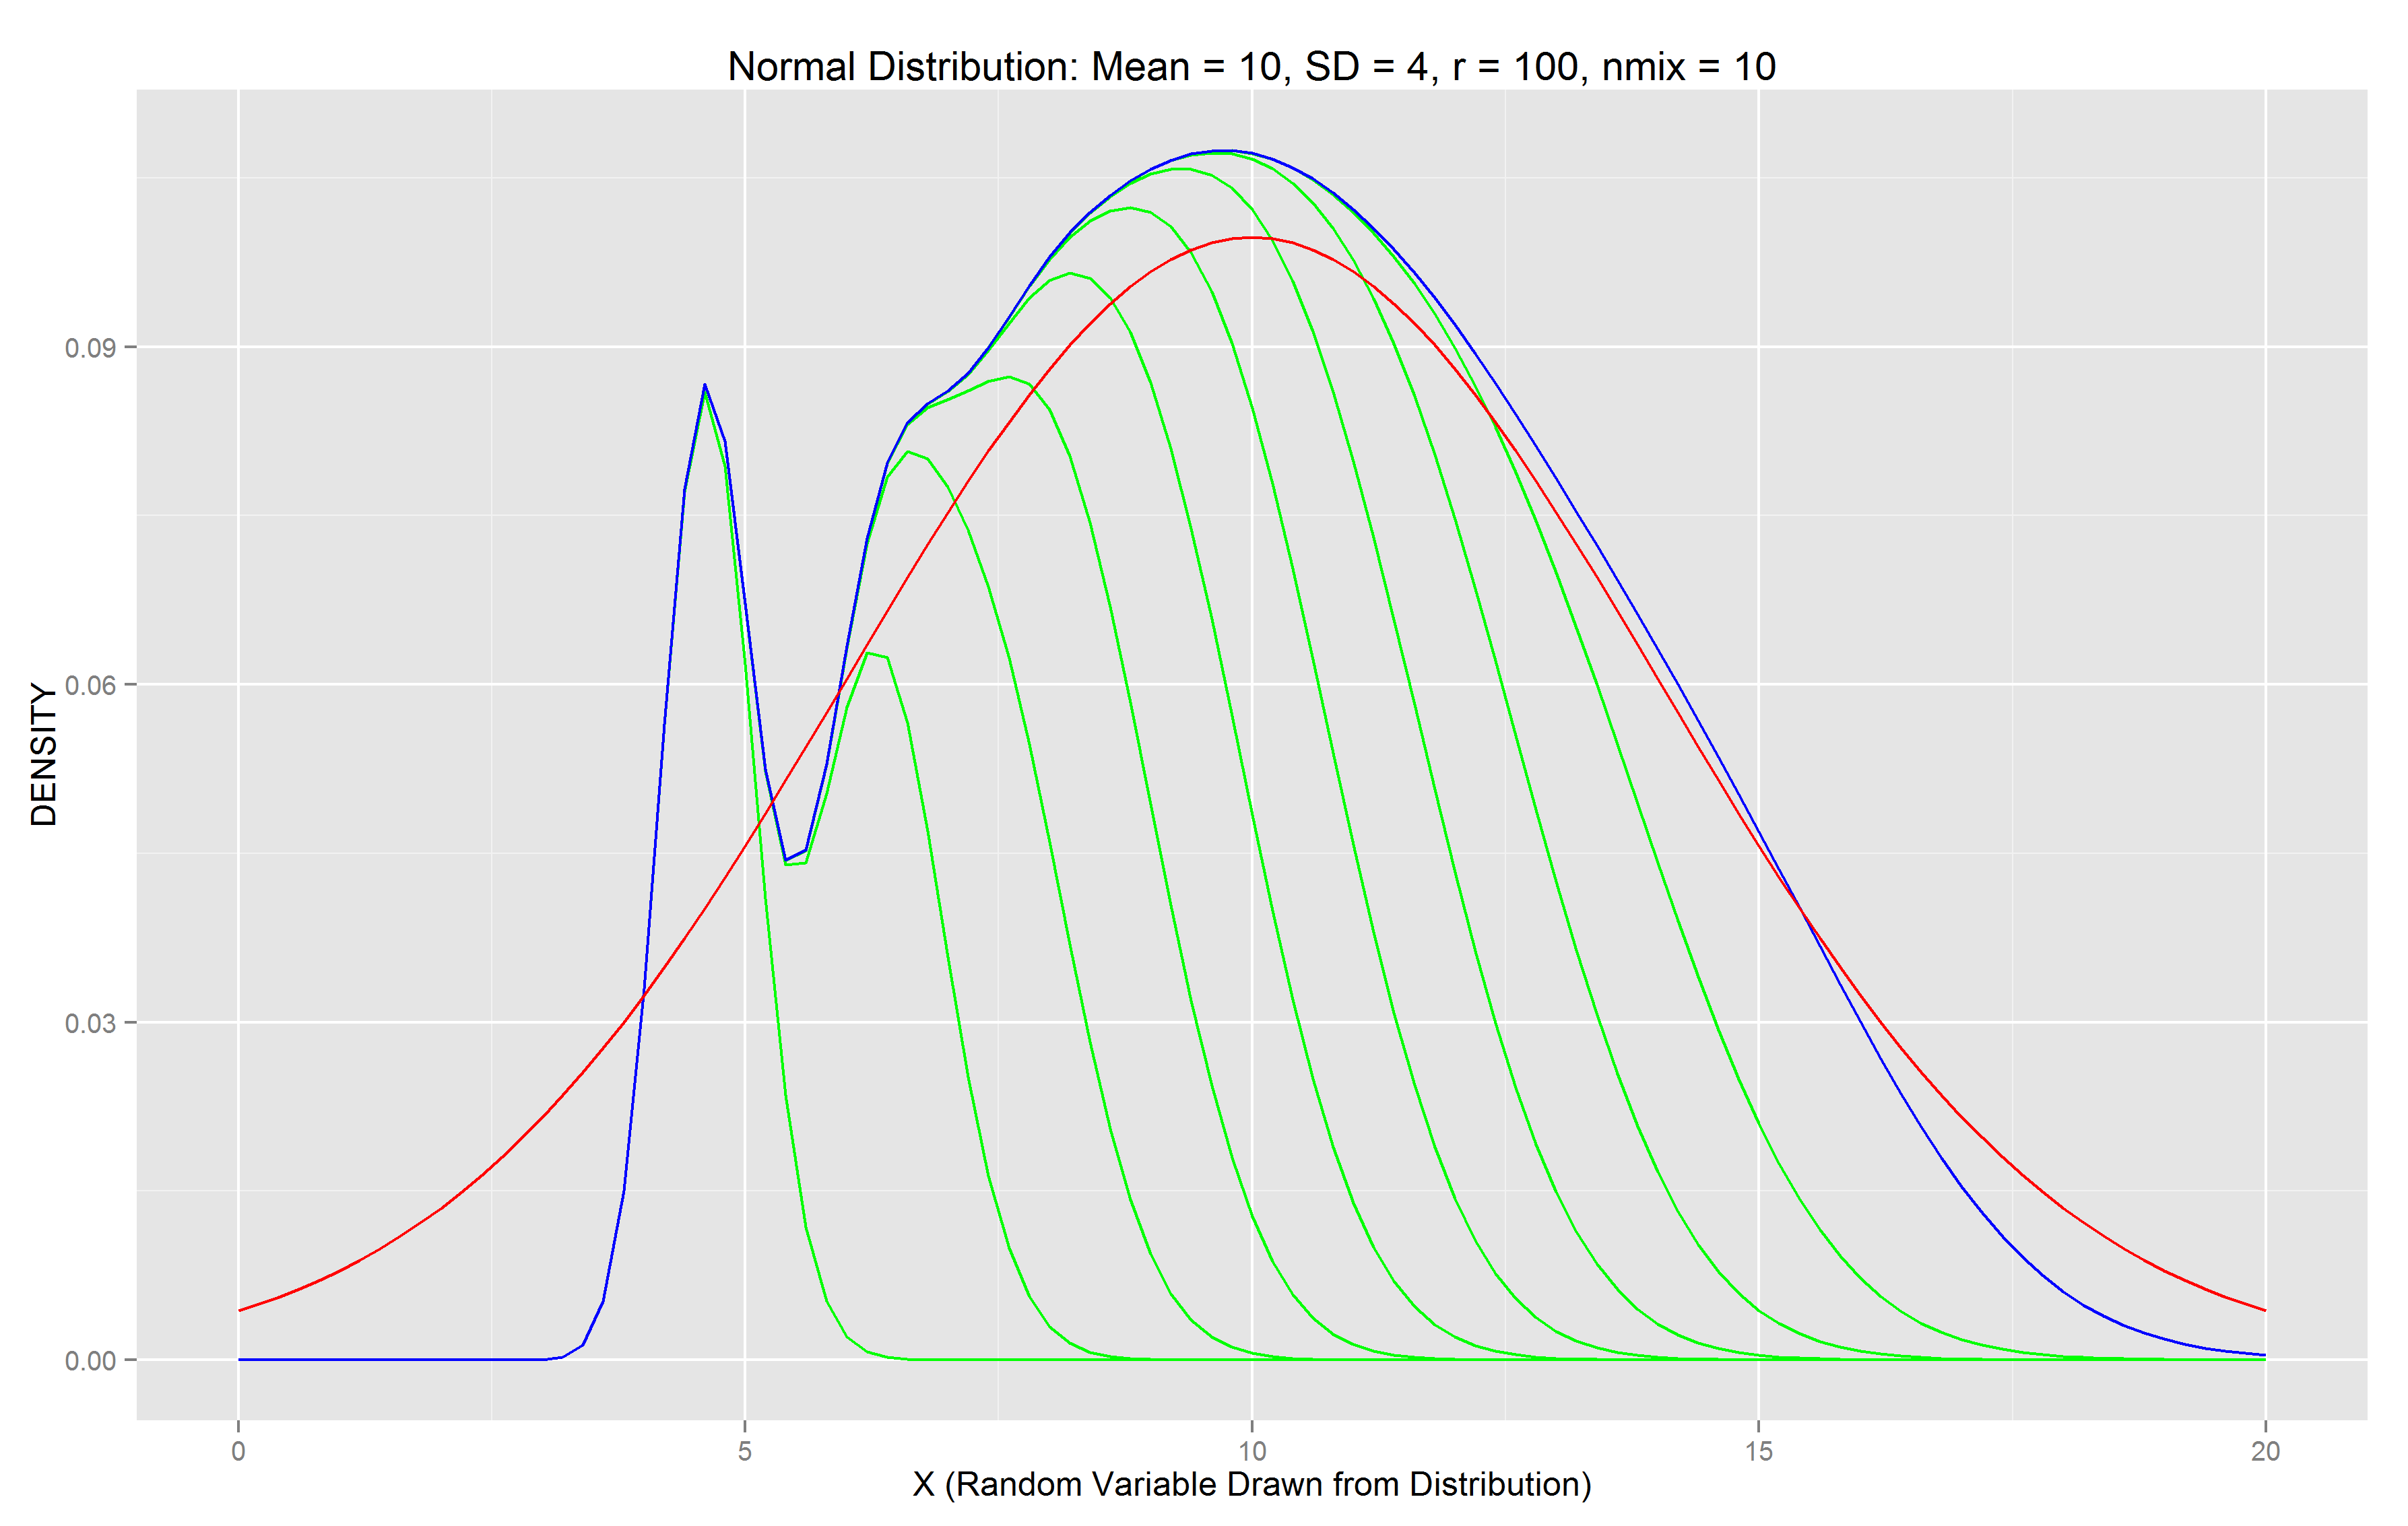 Normal Distribution: Mean = 10, SD = 4, r = 100, nmix = 10
DENSITY
0.09
0.06
0.03
0.00
0 5 10 15 20
X (Random Variable Drawn from Distribution)